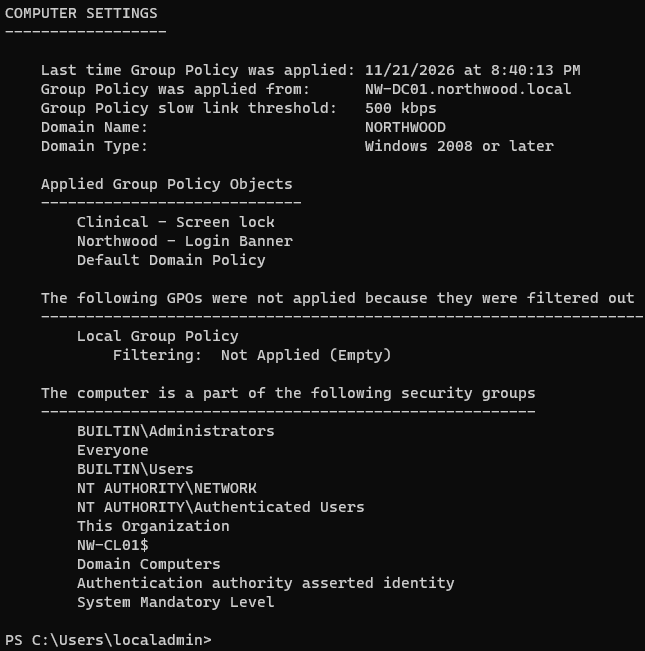 COMPUTER SETTINGS
------------------
Last time Group Policy was applied: 11/21/2026 at 8:40:13 PM
Group Policy was applied from:      NW-DC01.northwood.local
Group Policy slow link threshold:   500 kbps
Domain Name:                        NORTHWOOD
Domain Type:                        Windows 2008 or later
Applied Group Policy Objects
-----------------------------
Clinical - Screen lock
Northwood - Login Banner
Default Domain Policy
The following GPOs were not applied because they were filtered out
-------------------------------------------------------------------
Local Group Policy
Filtering:  Not Applied (Empty)
The computer is a part of the following security groups
-------------------------------------------------------
BUILTIN\Administrators
Everyone
BUILTIN\Users
NT AUTHORITY\NETWORK
NT AUTHORITY\Authenticated Users
This Organization
NW-CL01$
Domain Computers
Authentication authority asserted identity
System Mandatory Level
PS C:\Users\localadmin>